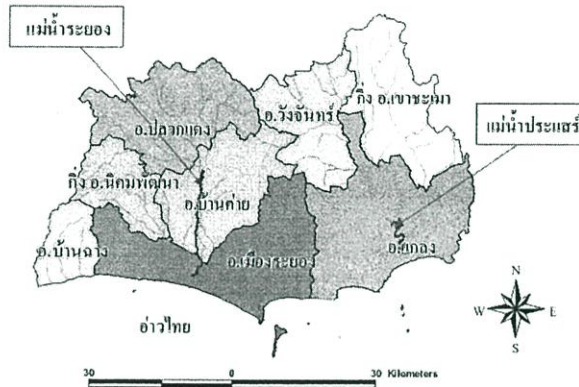 แม่น้ำระยอง
กิ่ง อ.เขาชะเมา
อ.วังจันทร์
แม่น้ำประแสร์
อ.ปลวกแดง
กิ่ง อ.นิคมพัฒนา
อ.บ้านค่าย
อ.บ้านฉาง
อ.เมืองระยอง
อ.แกลง
อ่าวไทย
N
W E
S
30 0 30 Kilometers